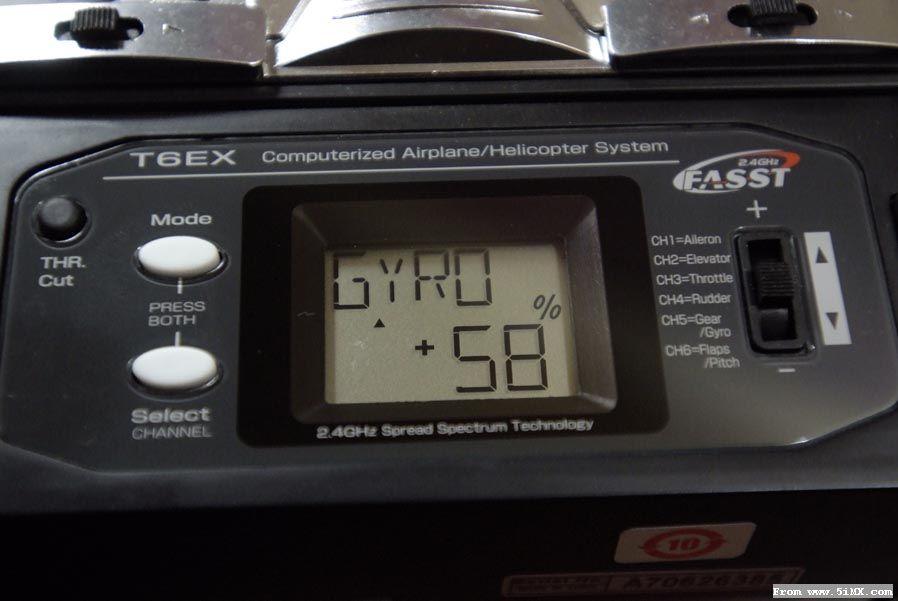 T6EX Computerized Airplane/Helicopter System
2.4GHz
FASST
Mode
THR.
Cut
PRESS
BOTH
Select
CHANNEL
GYRO
%
+ 58
2.4GHz Spread Spectrum Technology
+
CH1=Aileron
CH2=Elevator
CH3=Throttle
CH4=Rudder
CH5=Gear
/Gyro
CH6=Flaps
/Pitch
−
10
From www.5iMX.com